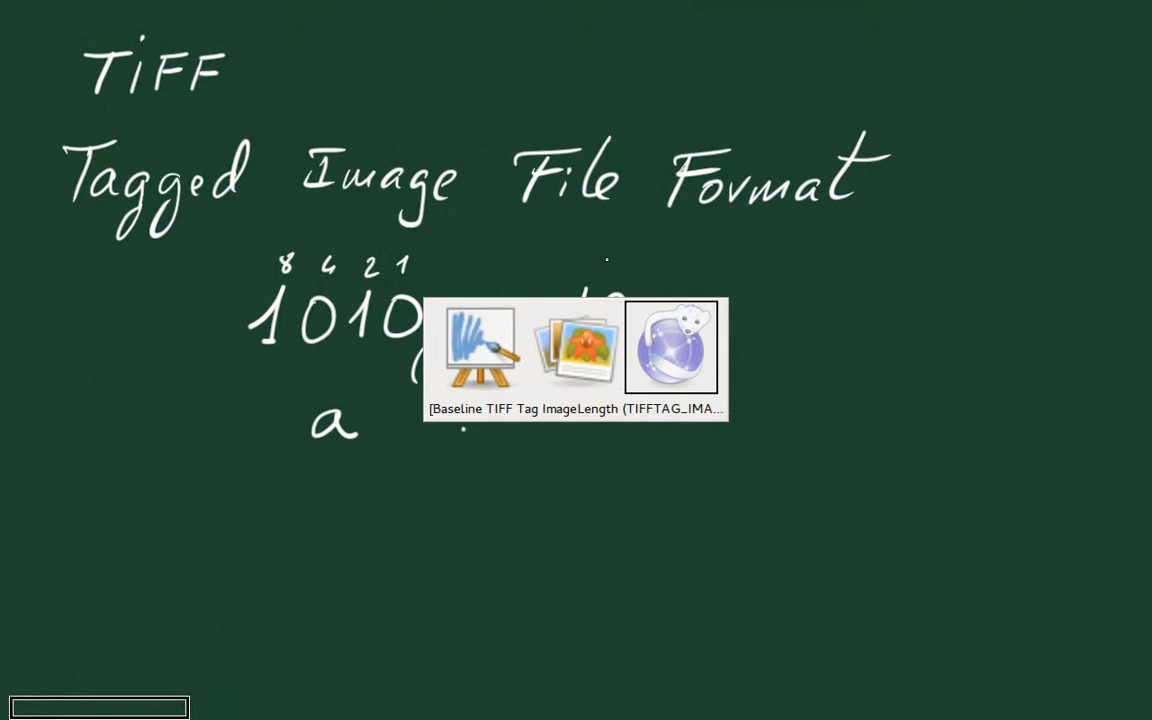 TiFF
Tagged Image File Format
8 4 2 1
1010
[Baseline TIFF Tag ImageLength (TIFFTAG_IMA...
a